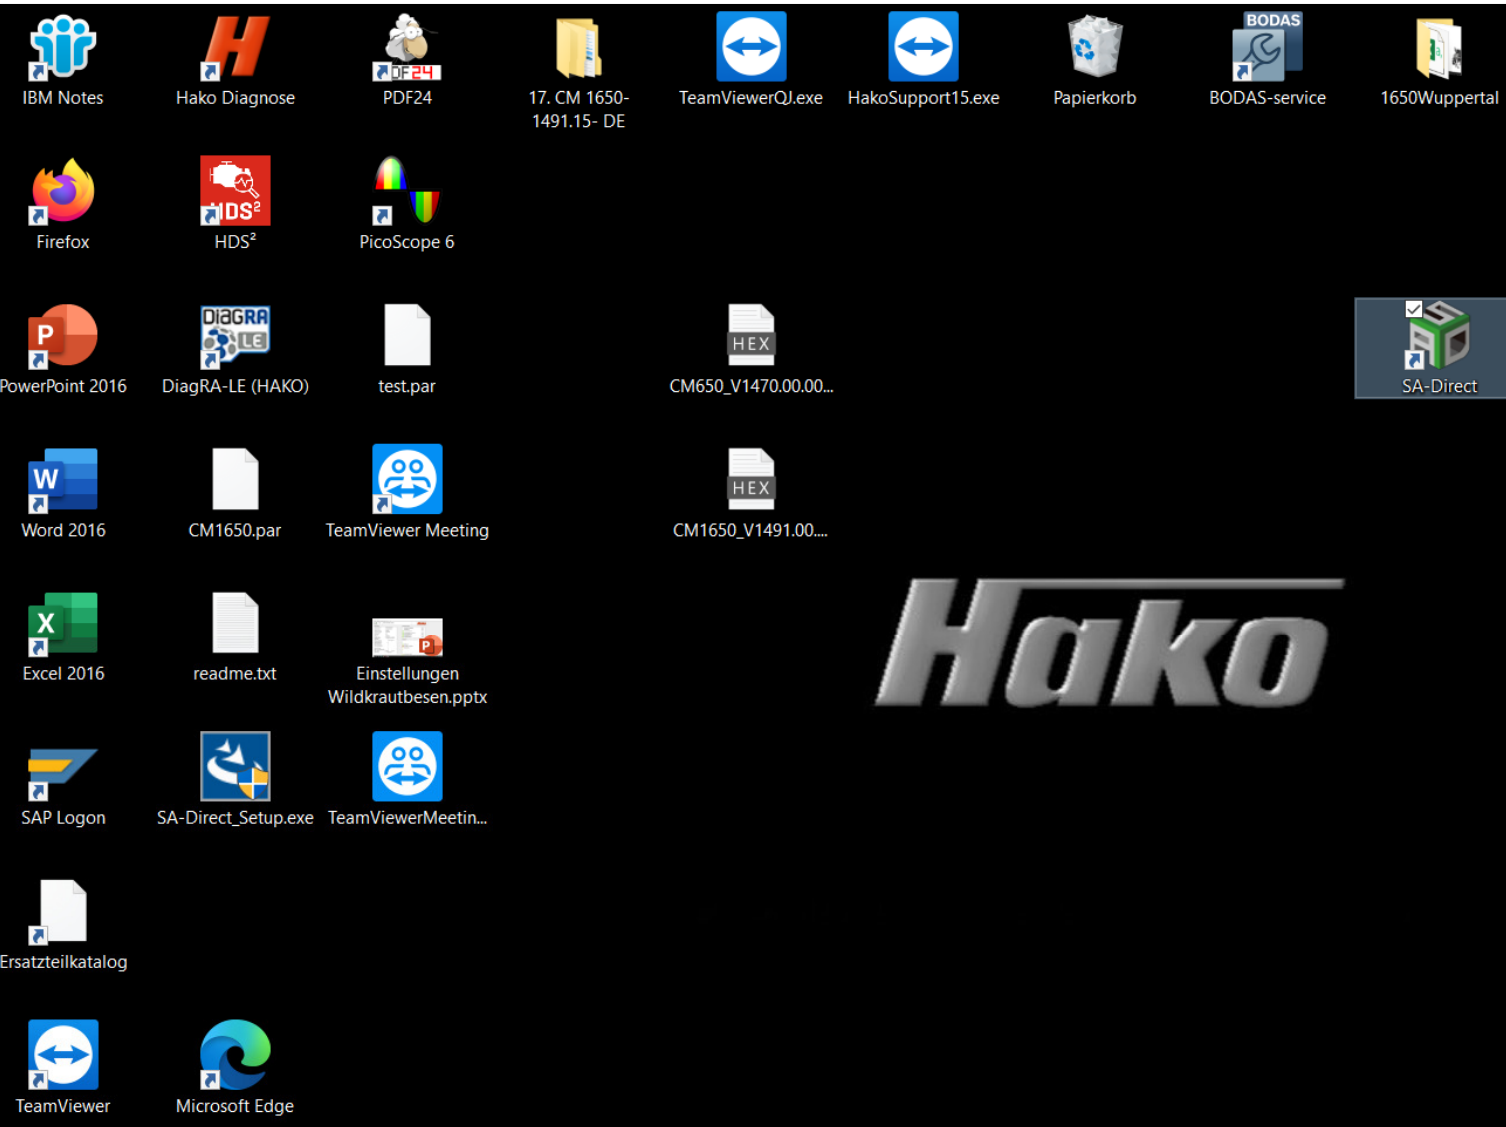 IBM Notes
Hako Diagnose
PDF24
17. CM 1650-
1491.15- DE
TeamViewerQJ.exe
HakoSupport15.exe
Papierkorb
BODAS
BODAS-service
1650Wuppertal
Firefox
HDS²
HDS²
PicoScope 6
P
PowerPoint 2016
DiagRA
LE
DiagRA-LE (HAKO)
test.par
HEX
CM650_V1470.00.00...
SAD
SA-Direct
W
Word 2016
CM1650.par
TeamViewer Meeting
HEX
CM1650_V1491.00....
Hako
X
Excel 2016
readme.txt
P
Einstellungen
Wildkrautbesen.pptx
SAP Logon
SA-Direct_Setup.exe
TeamViewerMeetin...
Ersatzteilkatalog
TeamViewer
Microsoft Edge